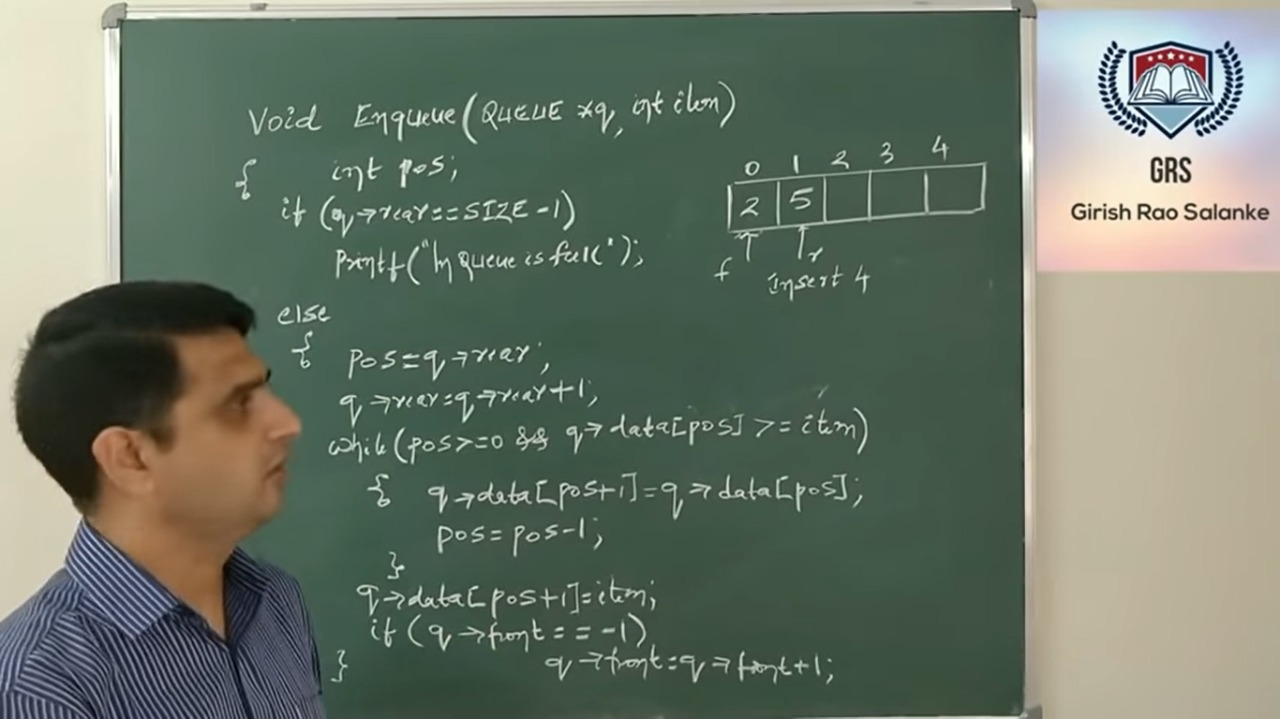 Void Enqueue(QUEUE *q, int item)
{ int pos;
if (q→rear==SIZE-1)
Printf("\n Queue is full");
else
{ pos=q→rear;
q→rear=q→rear+1;
while(pos>=0 && q→data[pos] >= item)
{ q→data[pos+1]=q→data[pos];
pos=pos-1;
}
q→data[pos+1]=item;
if (q→front==-1)
} q→front=q→front+1;
0 1 2 3 4
2 5
f r
insert 4
GRS
Girish Rao Salanke